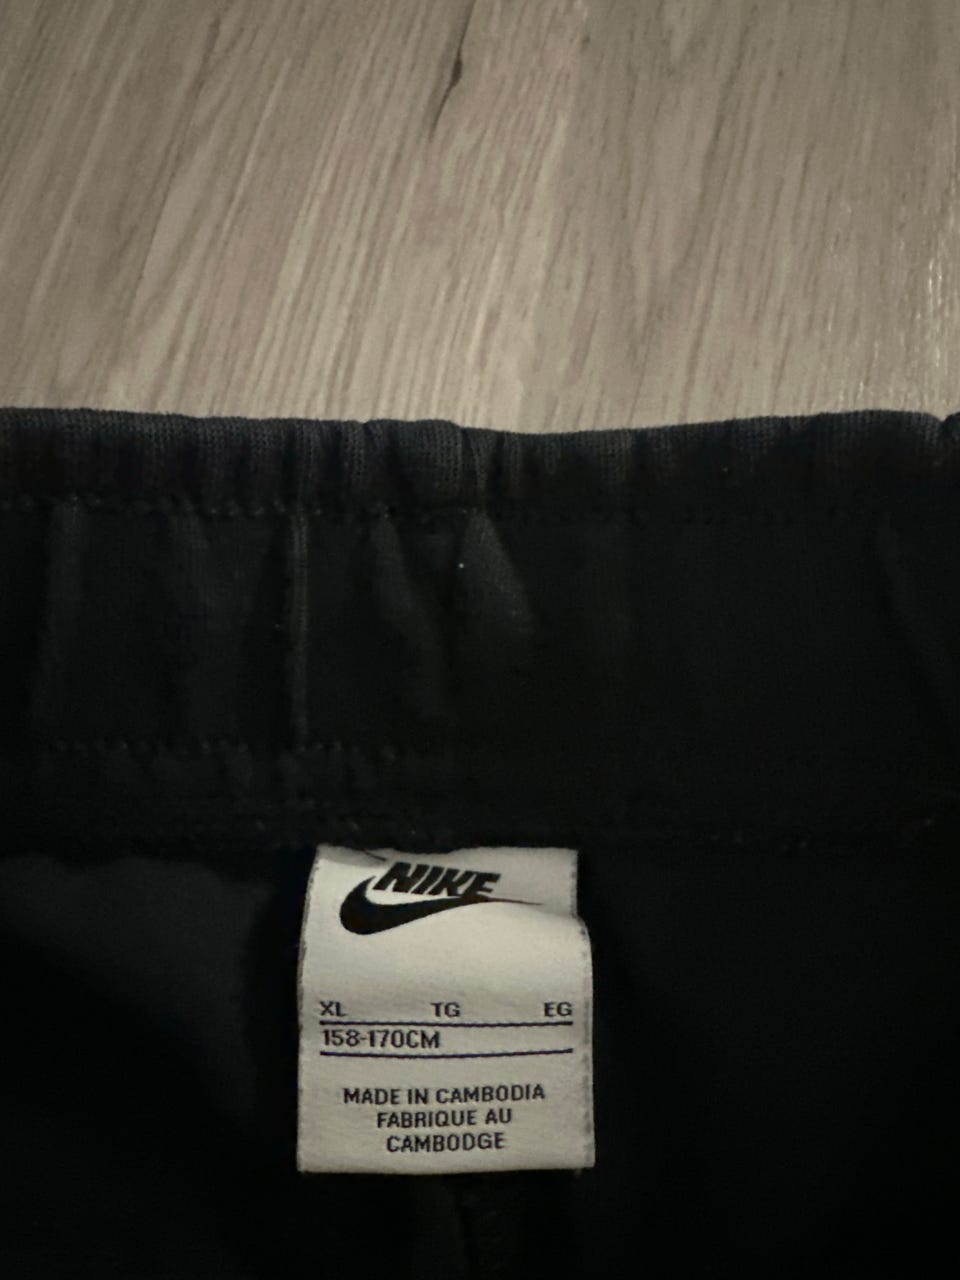 NIKE
XL TG EG
158-170CM
MADE IN CAMBODIA
FABRIQUE AU
CAMBODGE